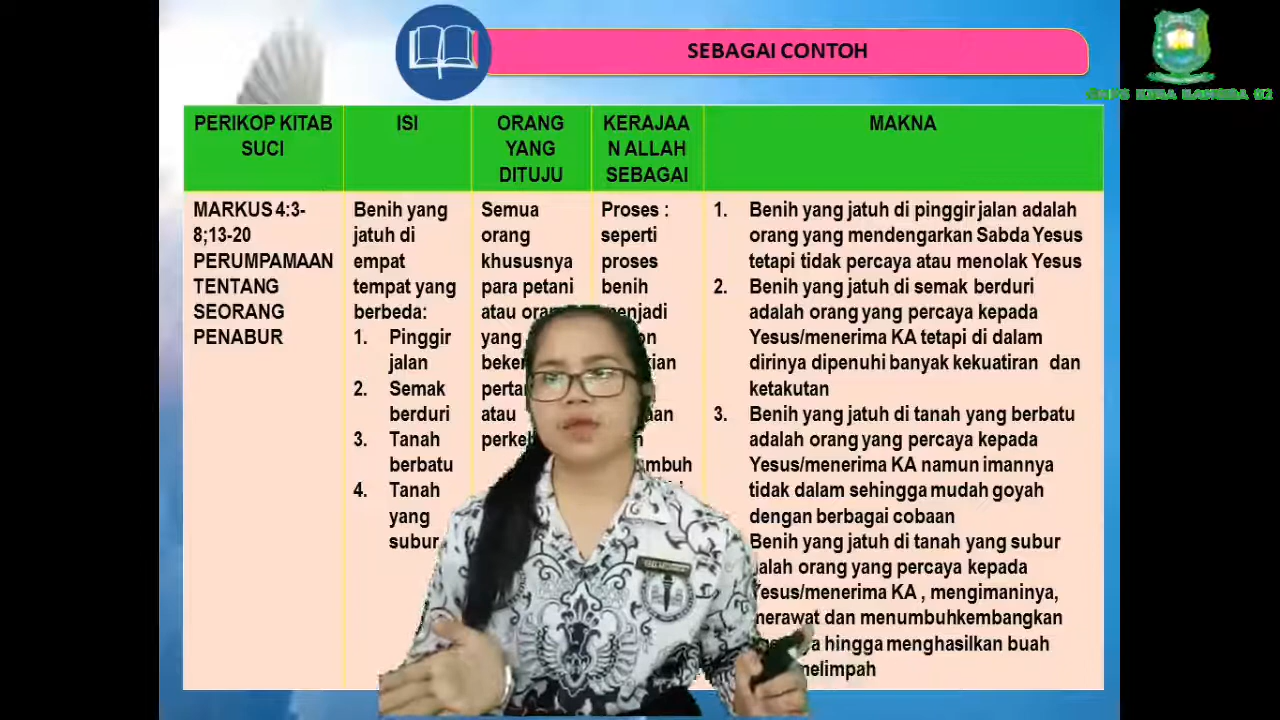 SEBAGAI CONTOH
PERIKOP KITAB
SUCI
ISI
ORANG
YANG
DITUJU
KERAJAA
N ALLAH
SEBAGAI
MAKNA
MARKUS 4:3-
8;13-20
PERUMPAMAAN
TENTANG
SEORANG
PENABUR
Benih yang
jatuh di
empat
tempat yang
berbeda:
1. Pinggir
jalan
2. Semak
berduri
3. Tanah
berbatu
4. Tanah
yang
subur
Semua
orang
khususnya
para petani
atau
yang
atau
Proses :
seperti
proses
benih
1. Benih yang jatuh di pinggir jalan adalah
orang yang mendengarkan Sabda Yesus
tetapi tidak percaya atau menolak Yesus
2. Benih yang jatuh di semak berduri
adalah orang yang percaya kepada
Yesus/menerima KA tetapi di dalam
dirinya dipenuhi banyak kekuatiran dan
ketakutan
3. Benih yang jatuh di tanah yang berbatu
adalah orang yang percaya kepada
Yesus/menerima KA namun imannya
tidak dalam sehingga mudah goyah
dengan berbagai cobaan
Benih yang jatuh di tanah yang subur
orang yang percaya kepada
Yesus/menerima KA , mengimaninya,
merawat dan menumbuhkembangkan
hingga menghasilkan buah